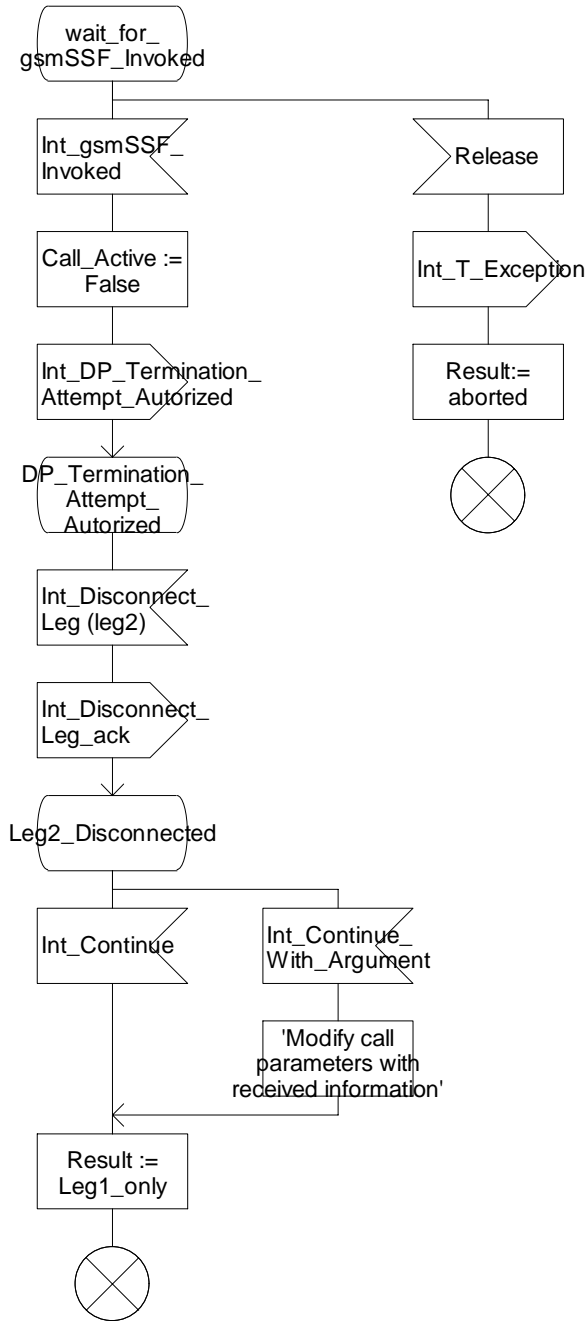 wait_for_
gsmSSF_Invoked
Int_gsmSSF_
Invoked
Release
Call_Active :=
False
Int_T_Exception
Int_DP_Termination_
Attempt_Autorized
Result:=
aborted
DP_Termination_
Attempt_
Autorized
Int_Disconnect_
Leg (leg2)
Int_Disconnect_
Leg_ack
Leg2_Disconnected
Int_Continue
Int_Continue_
With_Argument
'Modify call
parameters with
received information'
Result :=
Leg1_only